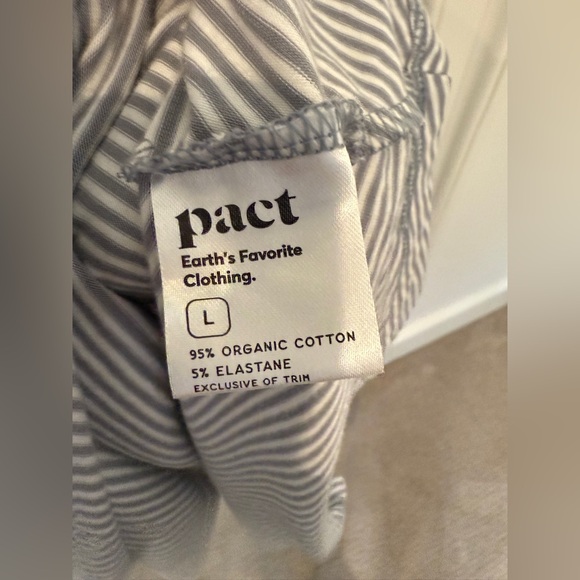 pact
Earth's Favorite
Clothing.
L
95% ORGANIC COTTON
5% ELASTANE
EXCLUSIVE OF TRIM